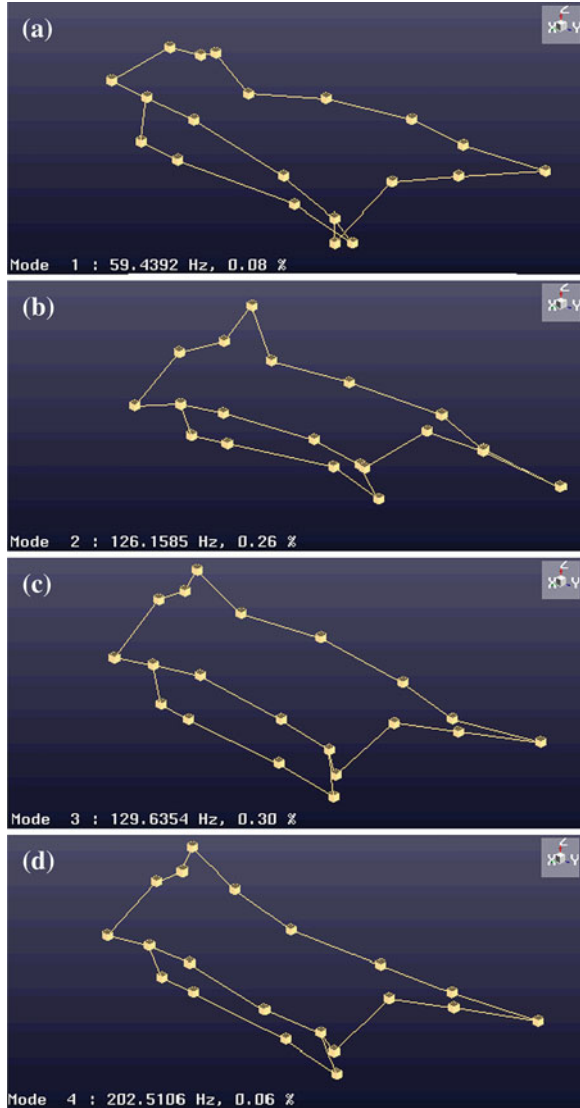 (a)
Z
X Y
Mode 1 : 59.4392 Hz, 0.08 %
(b)
Z
X Y
Mode 2 : 126.1585 Hz, 0.26 %
(c)
Z
X Y
Mode 3 : 129.6354 Hz, 0.30 %
(d)
Z
X Y
Mode 4 : 202.5106 Hz, 0.06 %